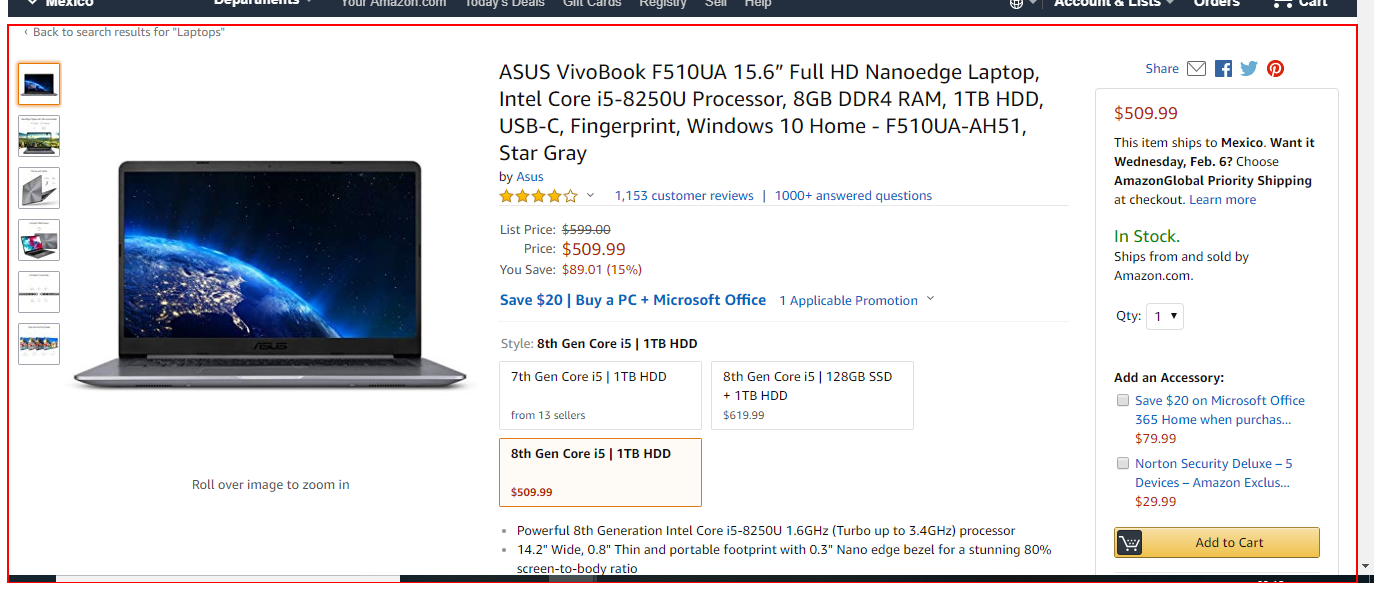 Mexico
Departments
Your Amazon.com Today's Deals Gift Cards Registry Sell Help
Account & Lists Orders Cart
‹ Back to search results for "Laptops"
ASUS VivoBook F510UA 15.6” Full HD Nanoedge Laptop,
Intel Core i5-8250U Processor, 8GB DDR4 RAM, 1TB HDD,
USB-C, Fingerprint, Windows 10 Home - F510UA-AH51,
Star Gray
by Asus
1,153 customer reviews | 1000+ answered questions
List Price: $599.00
Price: $509.99
You Save: $89.01 (15%)
Save $20 | Buy a PC + Microsoft Office 1 Applicable Promotion
Style: 8th Gen Core i5 | 1TB HDD
7th Gen Core i5 | 1TB HDD
from 13 sellers
8th Gen Core i5 | 128GB SSD
+ 1TB HDD
$619.99
8th Gen Core i5 | 1TB HDD
$509.99
• Powerful 8th Generation Intel Core i5-8250U 1.6GHz (Turbo up to 3.4GHz) processor
• 14.2" Wide, 0.8" Thin and portable footprint with 0.3" Nano edge bezel for a stunning 80%
screen-to-body ratio
ASUS
Roll over image to zoom in
Share
$509.99
This item ships to Mexico. Want it
Wednesday, Feb. 6? Choose
AmazonGlobal Priority Shipping
at checkout. Learn more
In Stock.
Ships from and sold by
Amazon.com.
Qty: 1
Add an Accessory:
Save $20 on Microsoft Office
365 Home when purchas...
$79.99
Norton Security Deluxe – 5
Devices – Amazon Exclus...
$29.99
Add to Cart